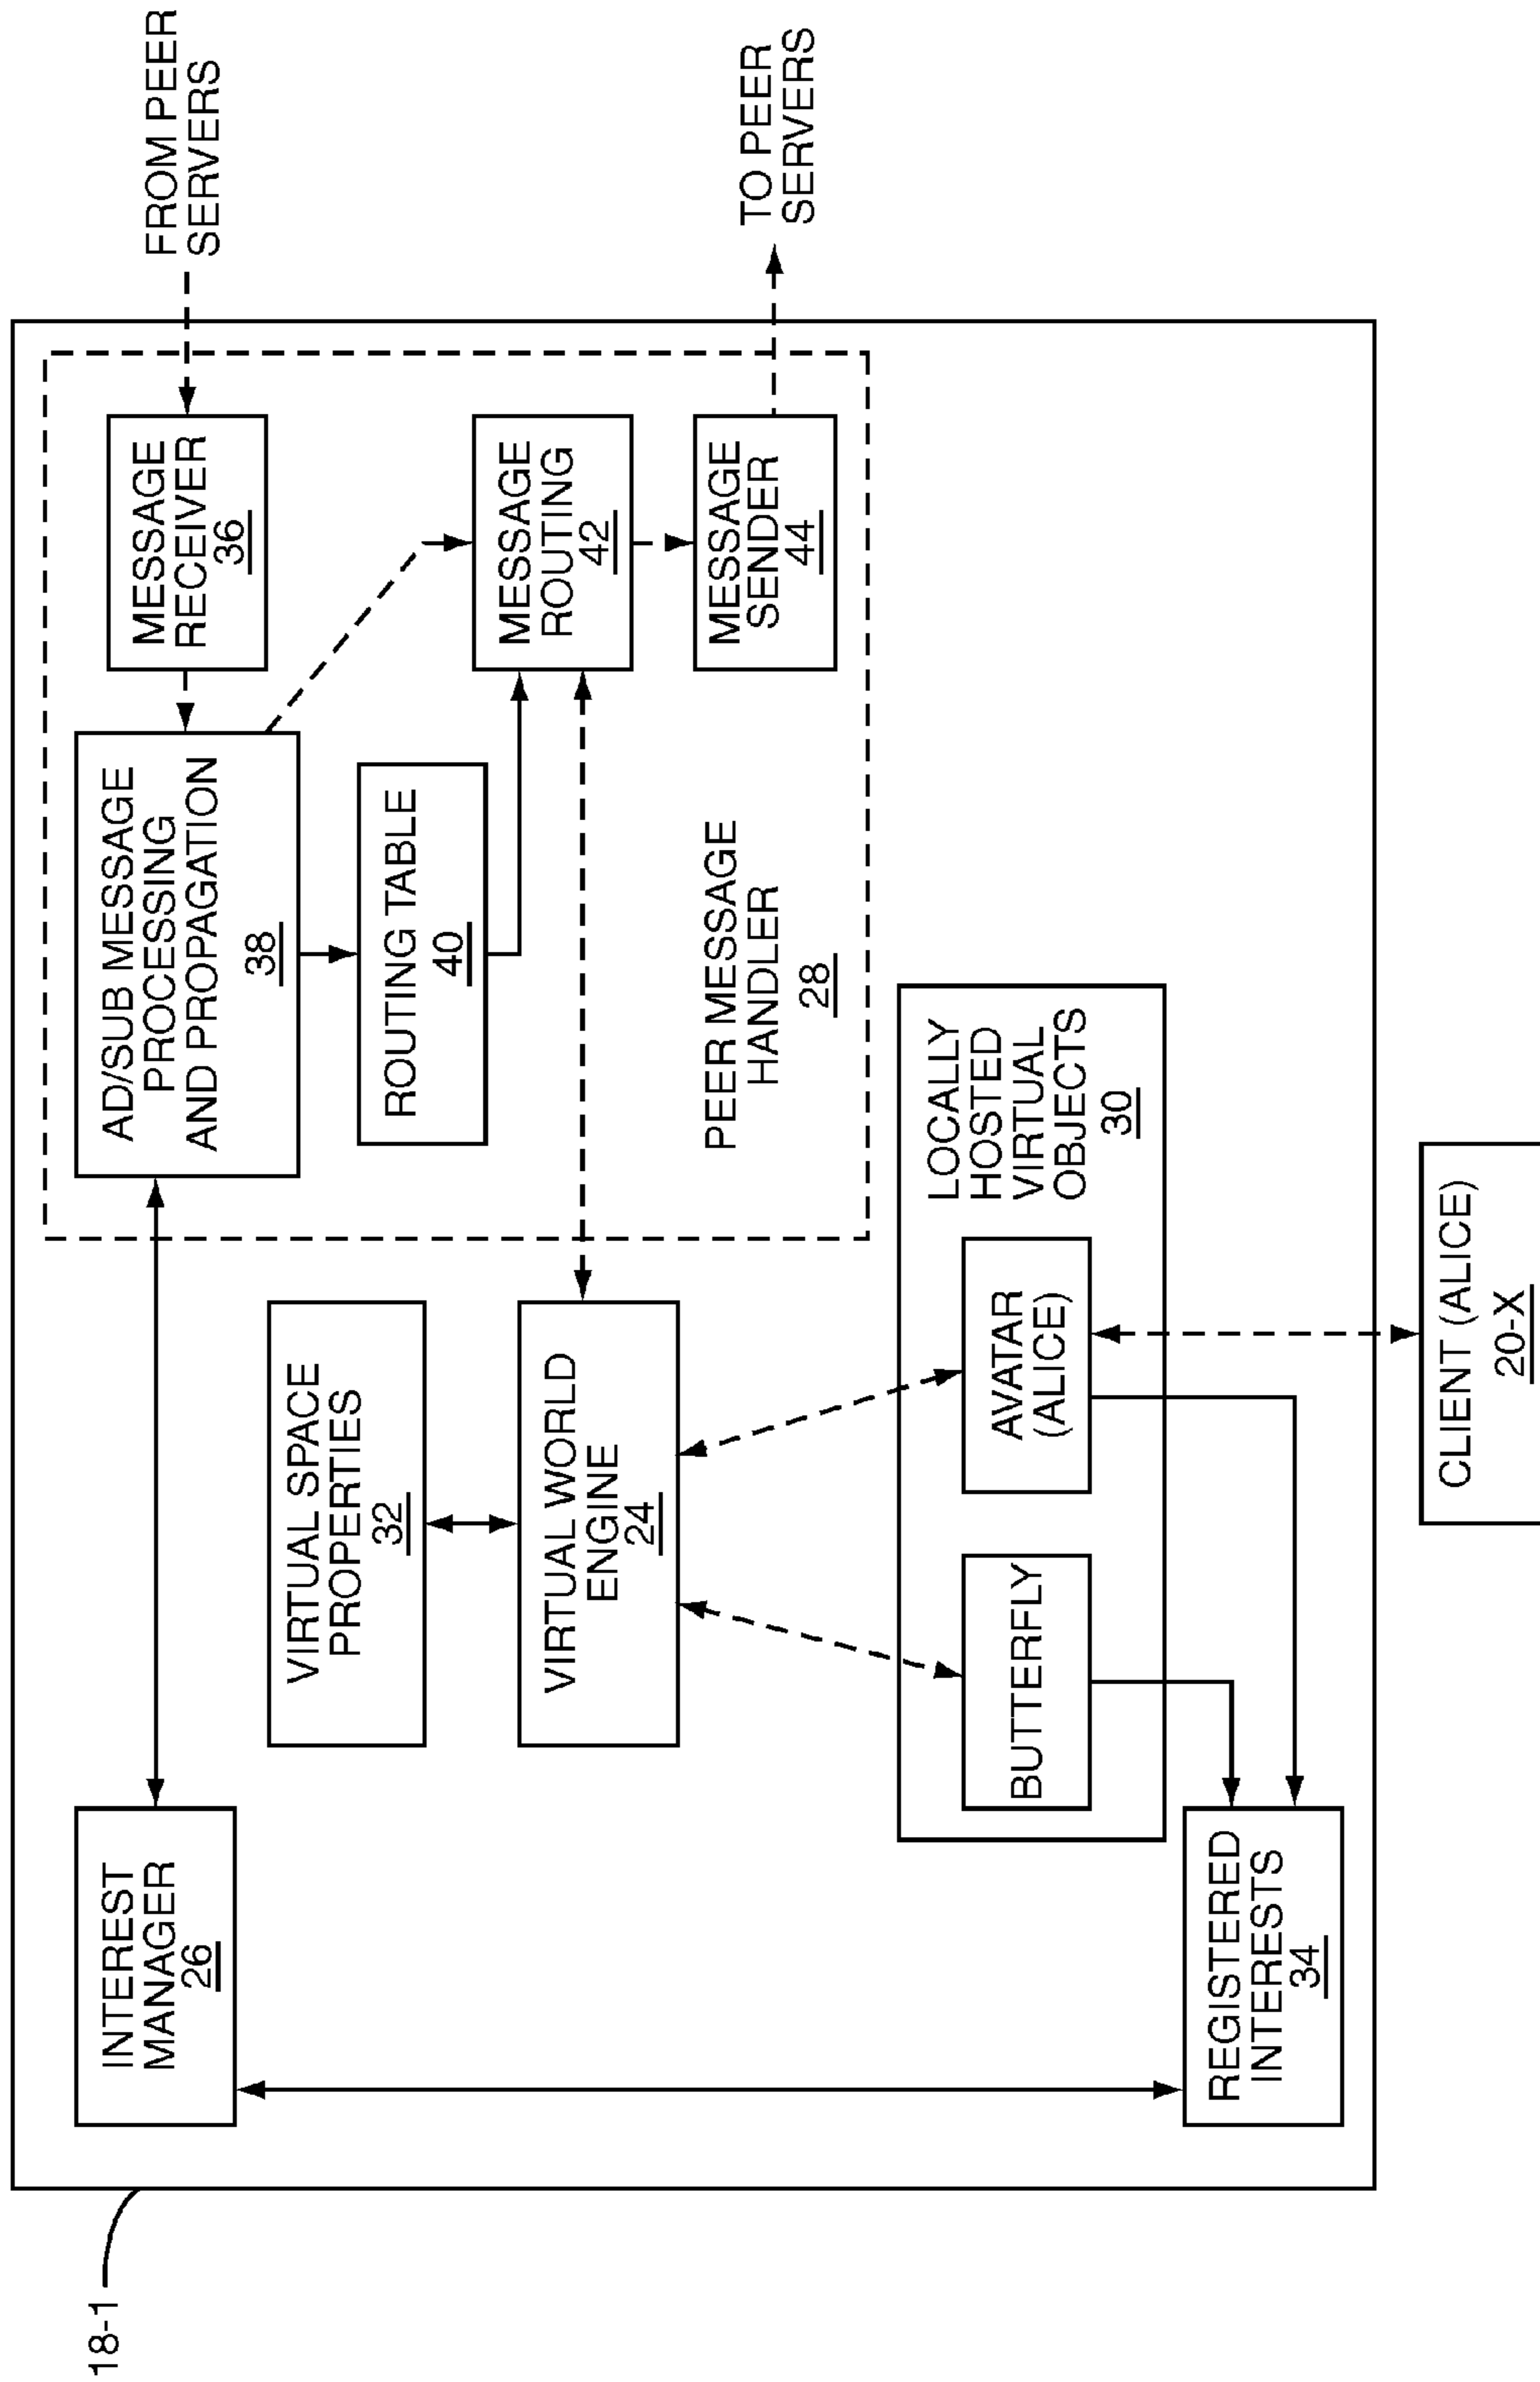 18-1
INTEREST
MANAGER
26
VIRTUAL SPACE
PROPERTIES
32
AD/SUB MESSAGE
PROCESSING
AND PROPAGATION
38
MESSAGE
RECEIVER
36
FROM PEER
SERVERS
ROUTING TABLE
40
MESSAGE
ROUTING
42
VIRTUAL WORLD
ENGINE
24
PEER MESSAGE
HANDLER
28
MESSAGE
SENDER
44
TO PEER
SERVERS
BUTTERFLY
AVATAR
(ALICE)
LOCALLY
HOSTED
VIRTUAL
OBJECTS
30
REGISTERED
INTERESTS
34
CLIENT (ALICE)
20-X